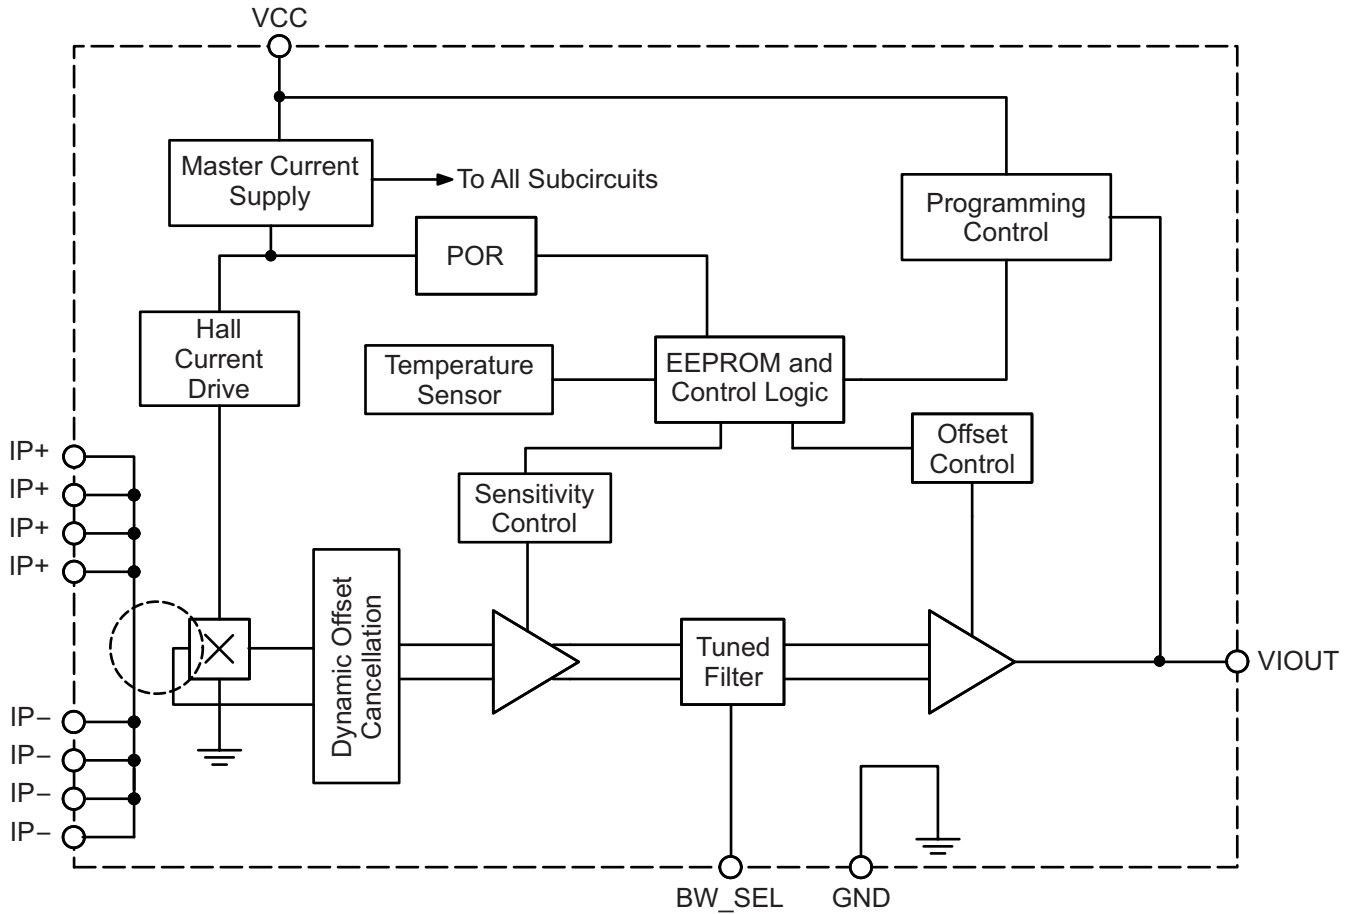 VCC
Master Current
Supply
To All Subcircuits
Programming
Control
POR
Hall
Current
Drive
Temperature
Sensor
EEPROM and
Control Logic
Offset
Control
Sensitivity
Control
IP+
IP+
IP+
IP+
Dynamic Offset
Cancellation
Tuned
Filter
VIOUT
IP−
IP−
IP−
IP−
BW_SEL
GND